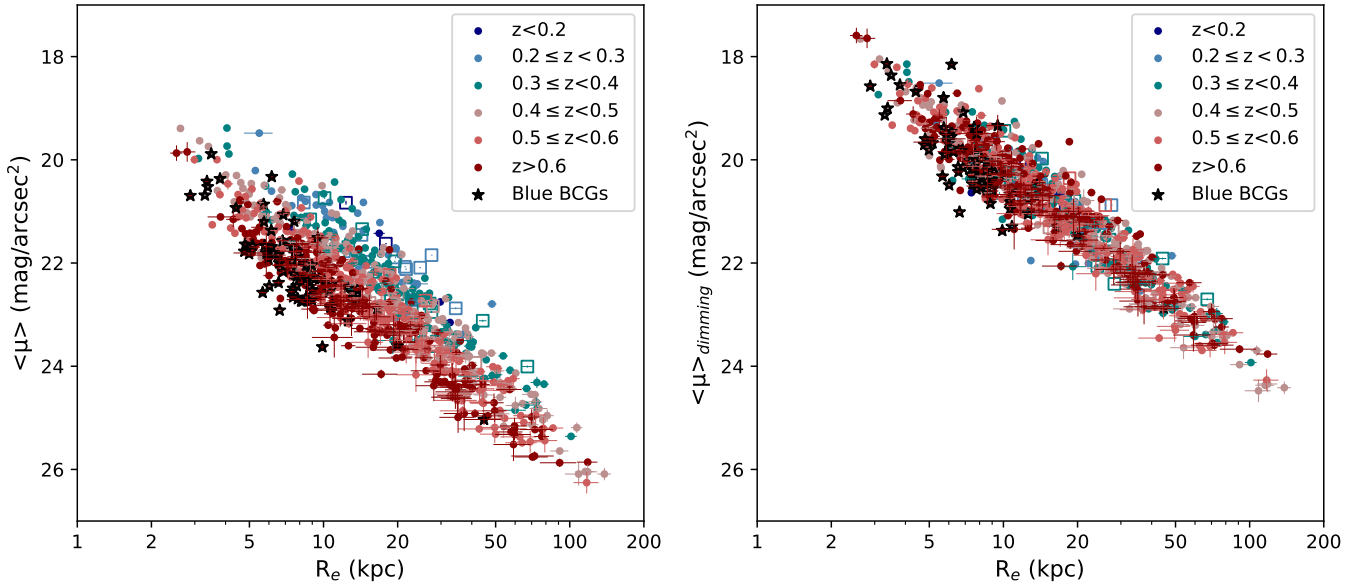 z<0.2
0.2 ≤ z < 0.3
0.3 ≤ z<0.4
0.4 ≤ z<0.5
0.5 ≤ z<0.6
z>0.6
Blue BCGs
18
20
22
24
26
<μ> (mag/arcsec²)
1
2
5
10
20
50
100
200
Rₑ (kpc)
z<0.2
0.2 ≤ z < 0.3
0.3 ≤ z<0.4
0.4 ≤ z<0.5
0.5 ≤ z<0.6
z>0.6
Blue BCGs
18
20
22
24
26
<μ>dimming (mag/arcsec²)
1
2
5
10
20
50
100
200
Rₑ (kpc)